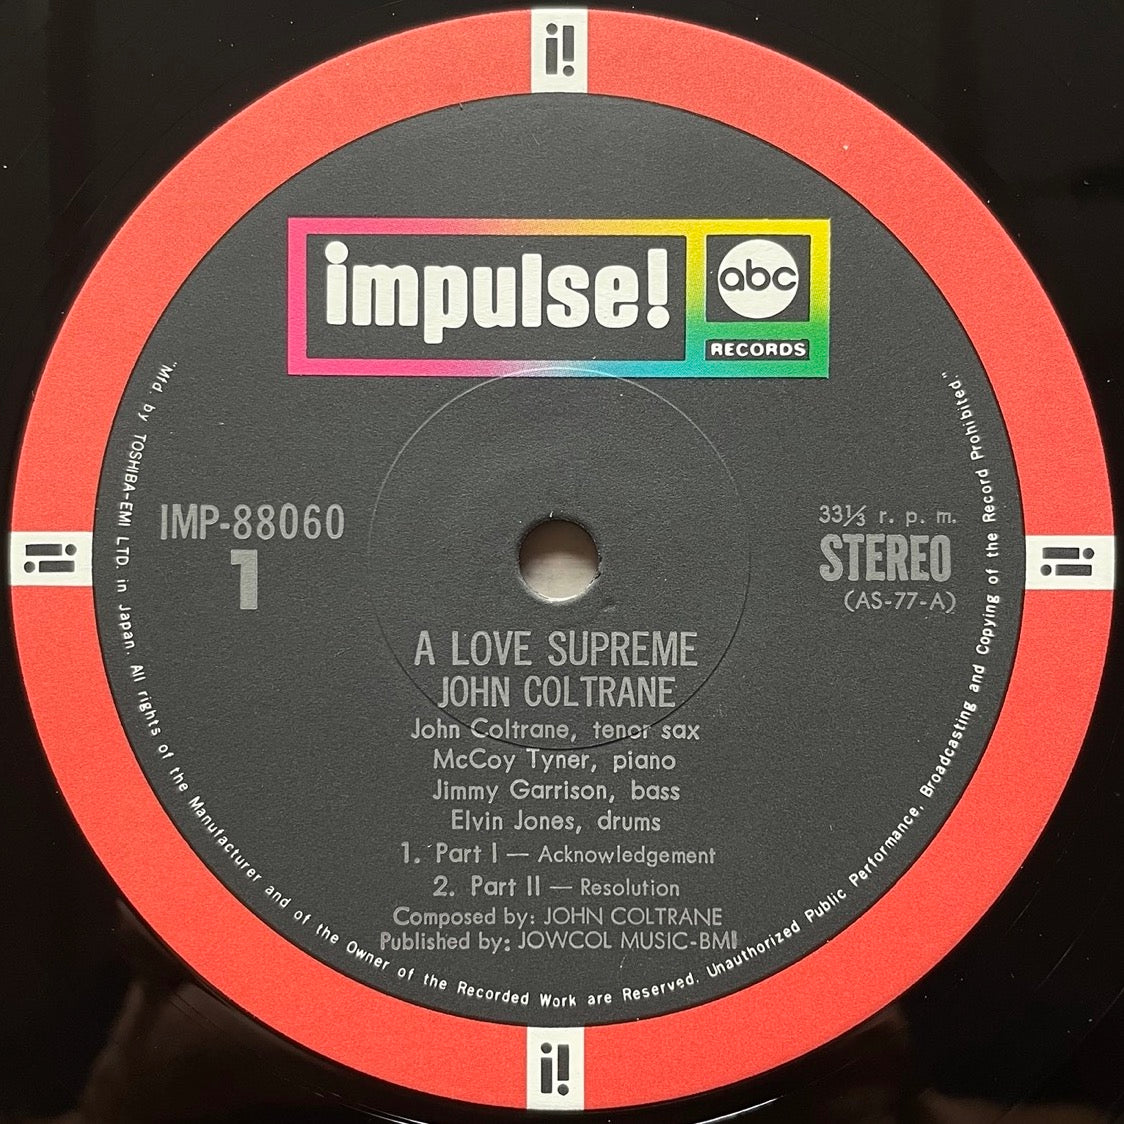 i!
impulse!
abc
RECORDS
"Mfd. by TOSHIBA-EMI LTD. in Japan. All rights of the Manufacturer and of the Owner of the Recorded Work are Reserved. Unauthorized Public Performance, Broadcasting and Copying of the Record Prohibited."
IMP-88060
1
33⅓ r. p. m.
STEREO
(AS-77-A)
i!
i!
A LOVE SUPREME
JOHN COLTRANE
John Coltrane, tenor sax
McCoy Tyner, piano
Jimmy Garrison, bass
Elvin Jones, drums
1. Part I — Acknowledgement
2. Part II — Resolution
Composed by: JOHN COLTRANE
Published by: JOWCOL MUSIC-BMI
i!